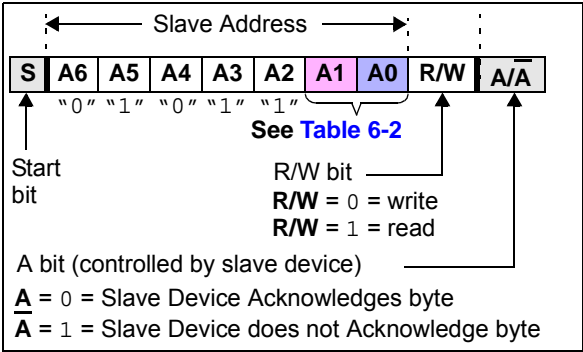 Slave Address
S A6 A5 A4 A3 A2 A1 A0 R/W A/A̅
“0” “1” “0” “1” “1”
See Table 6-2
Start
bit
R/W bit
R/W = 0 = write
R/W = 1 = read
A bit (controlled by slave device)
A = 0 = Slave Device Acknowledges byte
A̅ = 1 = Slave Device does not Acknowledge byte